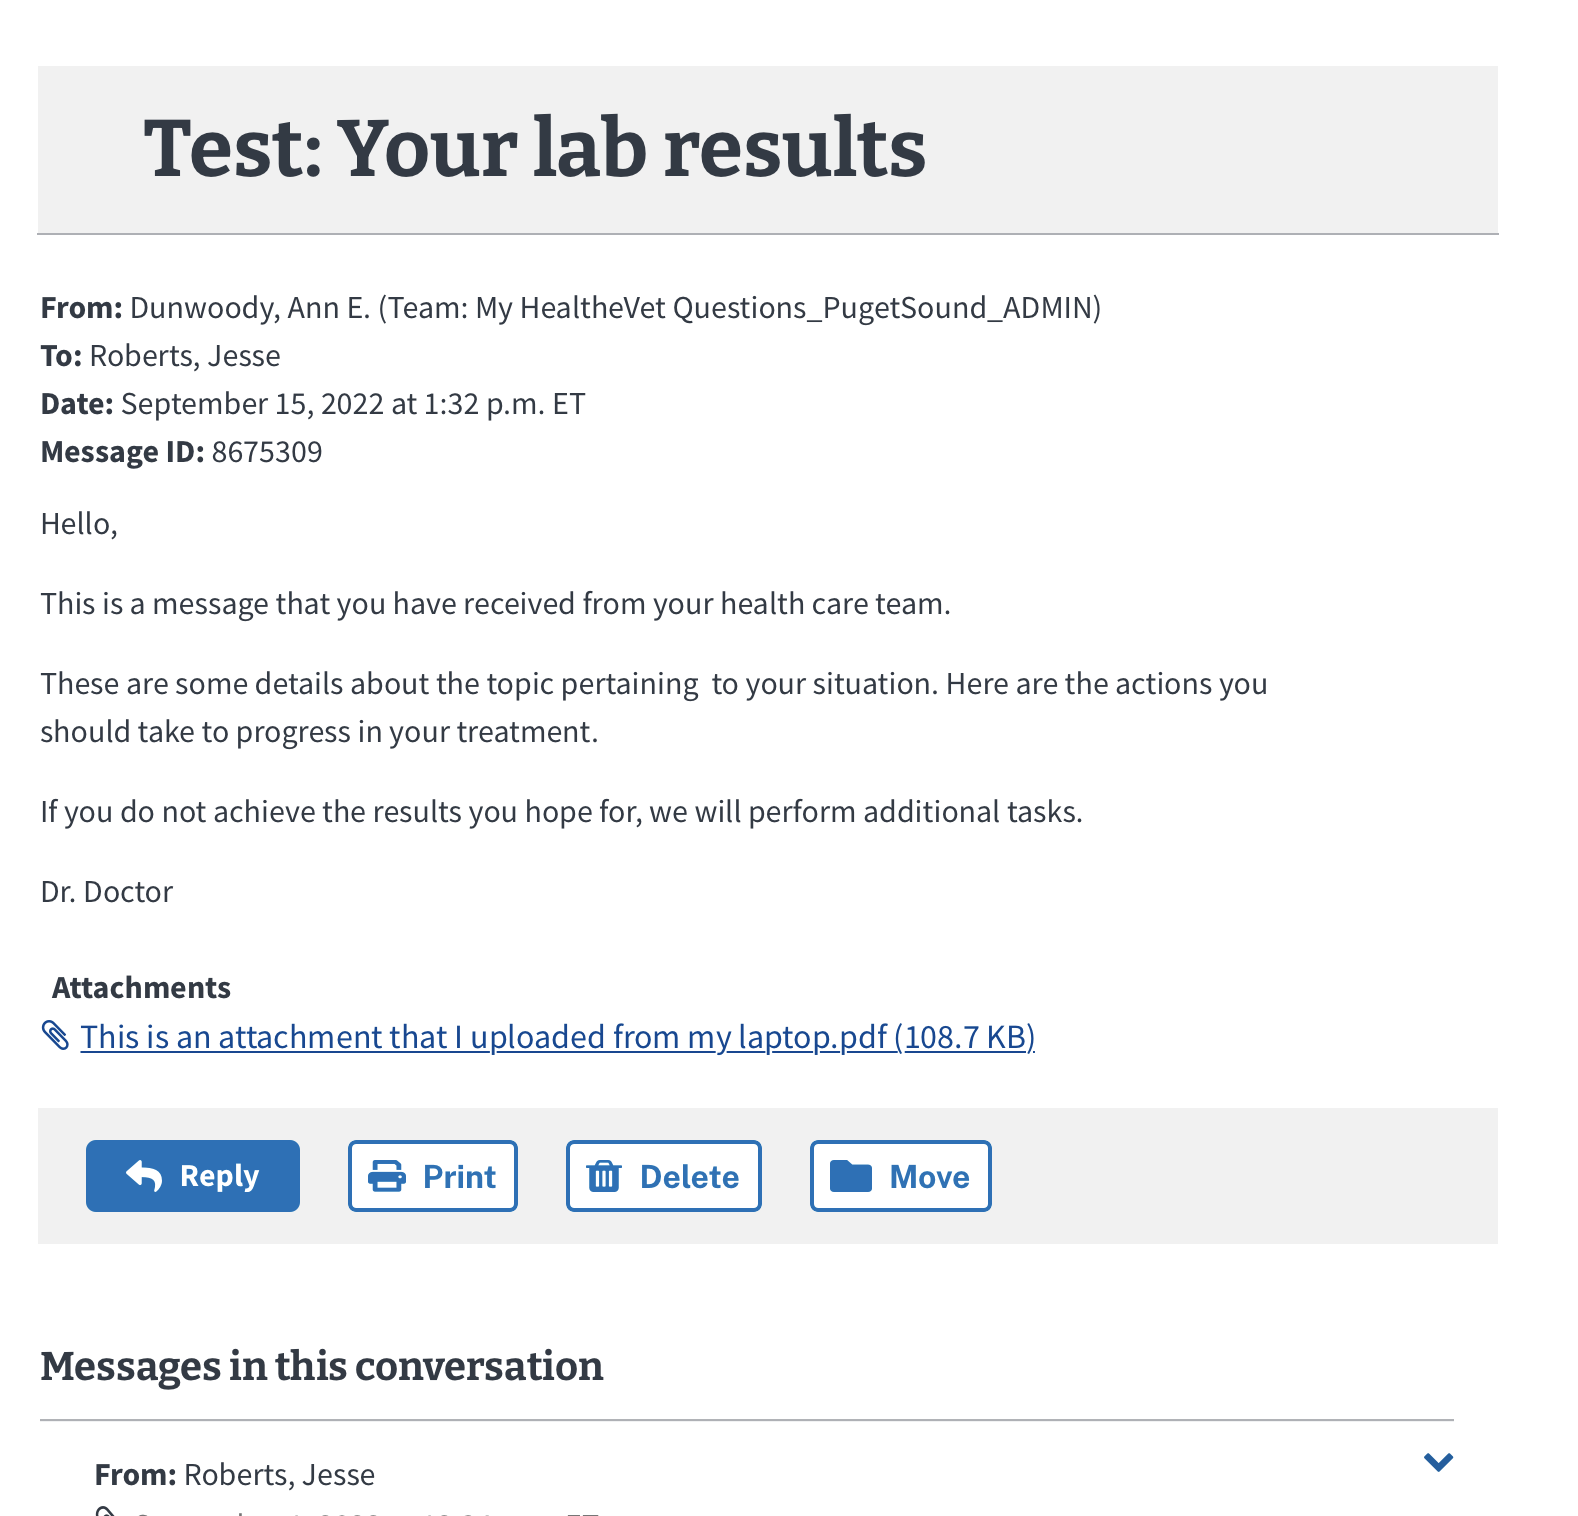 Test: Your lab results
From: Dunwoody, Ann E. (Team: My HealtheVet Questions_PugetSound_ADMIN)
To: Roberts, Jesse
Date: September 15, 2022 at 1:32 p.m. ET
Message ID: 8675309
Hello,
This is a message that you have received from your health care team.
These are some details about the topic pertaining  to your situation. Here are the actions you
should take to progress in your treatment.
If you do not achieve the results you hope for, we will perform additional tasks.
Dr. Doctor
Attachments
This is an attachment that I uploaded from my laptop.pdf (108.7 KB)
Reply Print Delete Move
Messages in this conversation
From: Roberts, Jesse